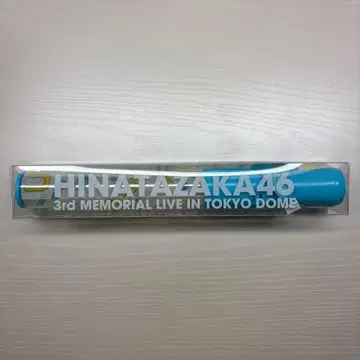 HINATAZAKA46
3rd MEMORIAL LIVE IN TOKYO DOME